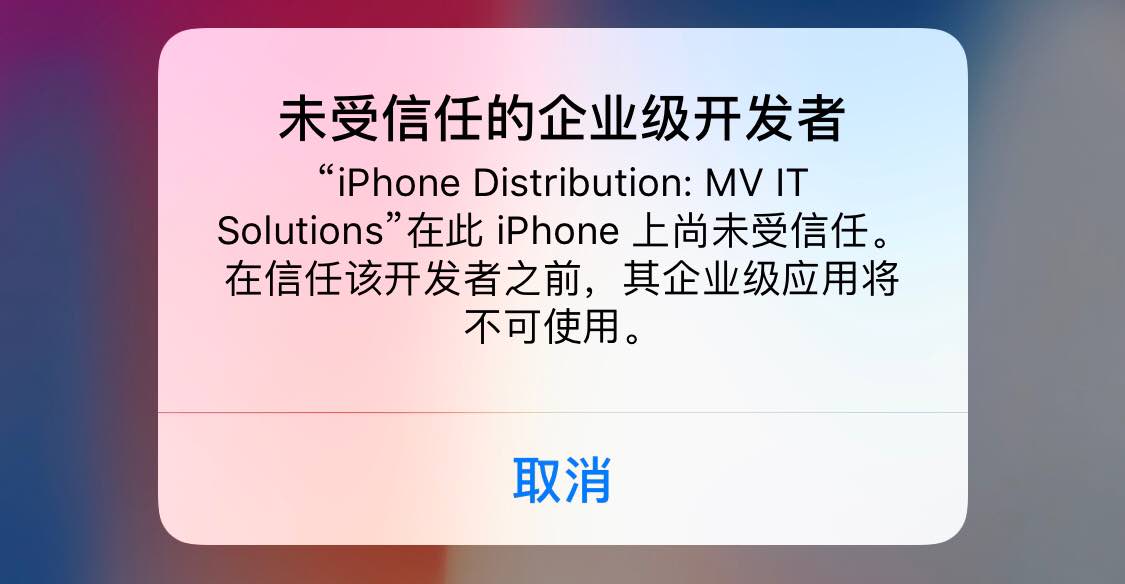 未受信任的企业级开发者
“iPhone Distribution: MV IT
Solutions”在此 iPhone 上尚未受信任。
在信任该开发者之前，其企业级应用将
不可使用。
取消